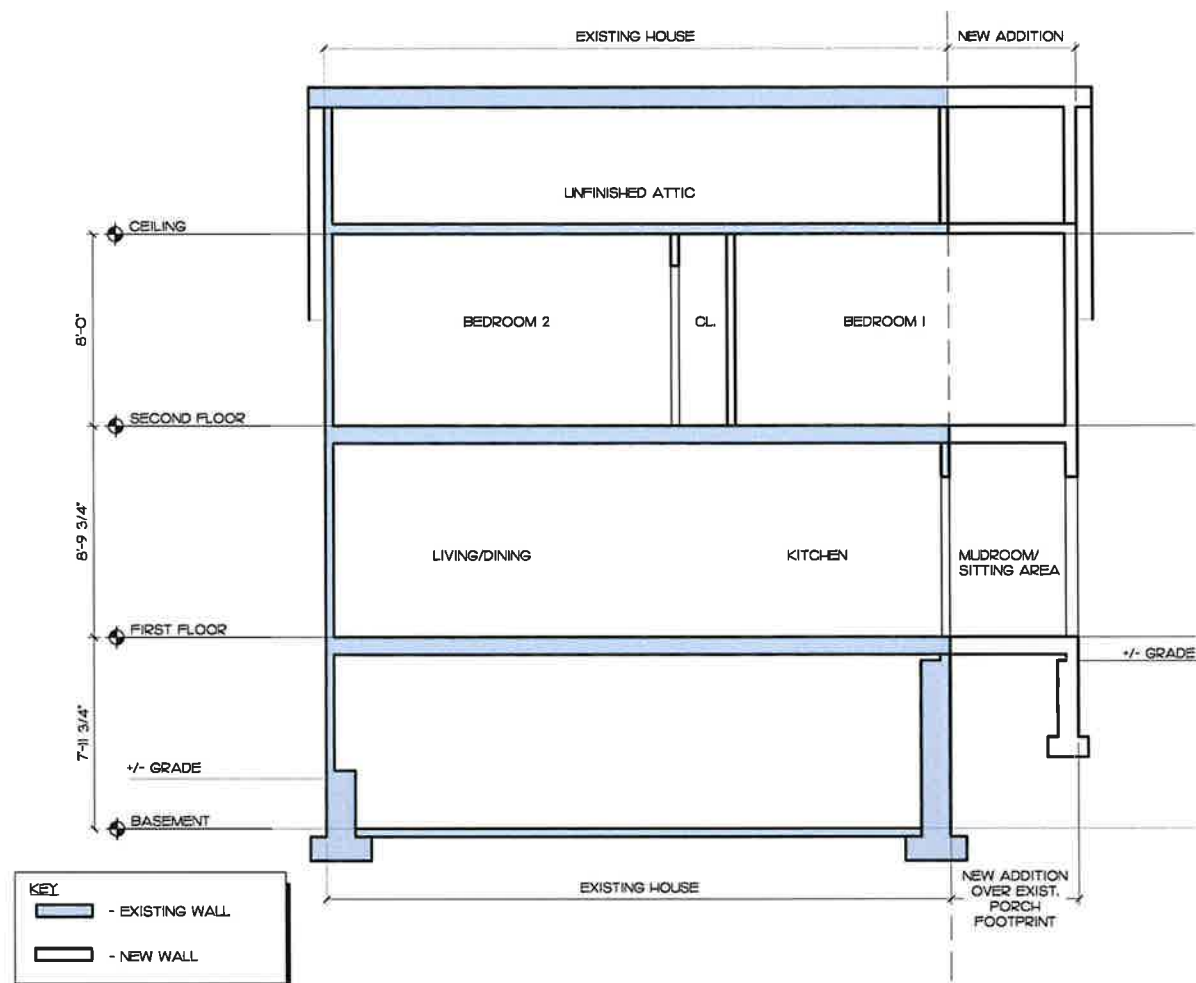 EXISTING HOUSE
NEW ADDITION
UNFINISHED ATTIC
CEILING
8'-0"
BEDROOM 2
CL.
BEDROOM 1
SECOND FLOOR
8'-9 3/4"
LIVING/DINING
KITCHEN
MUDROOM/
SITTING AREA
FIRST FLOOR
+/- GRADE
7'-11 3/4"
+/- GRADE
BASEMENT
EXISTING HOUSE
NEW ADDITION
OVER EXIST.
PORCH
FOOTPRINT
KEY
- EXISTING WALL
- NEW WALL